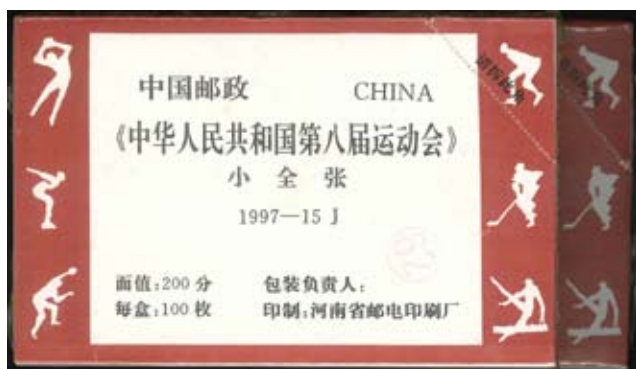 中国邮政 CHINA
《中华人民共和国第八届运动会》
小 全 张
1997—15 J
面值:200 分 包装负责人:
每盒:100 枚 印制:河南省邮电印刷厂